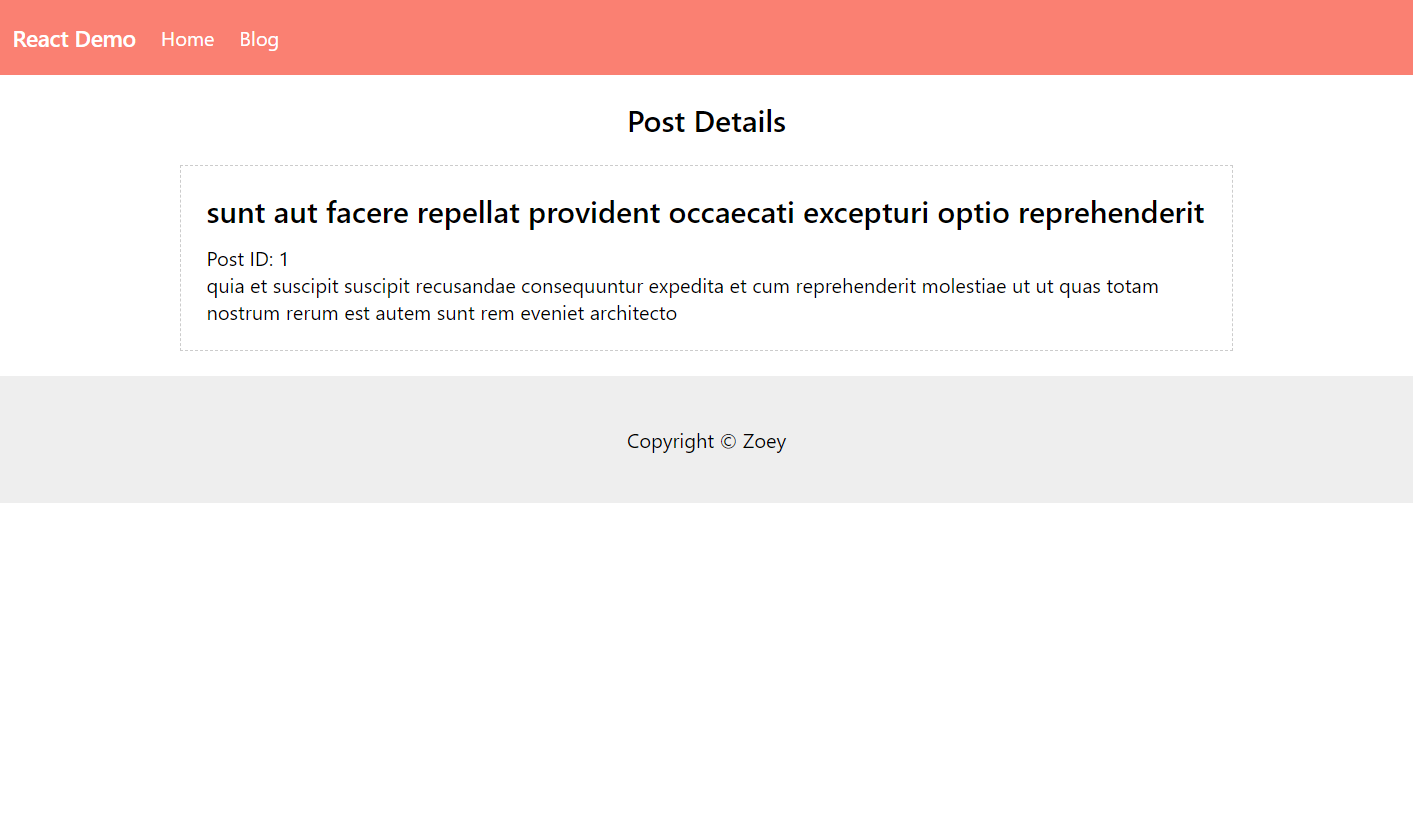 React Demo Home Blog
Post Details
sunt aut facere repellat provident occaecati excepturi optio reprehenderit
Post ID: 1
quia et suscipit suscipit recusandae consequuntur expedita et cum reprehenderit molestiae ut ut quas totam
nostrum rerum est autem sunt rem eveniet architecto
Copyright © Zoey